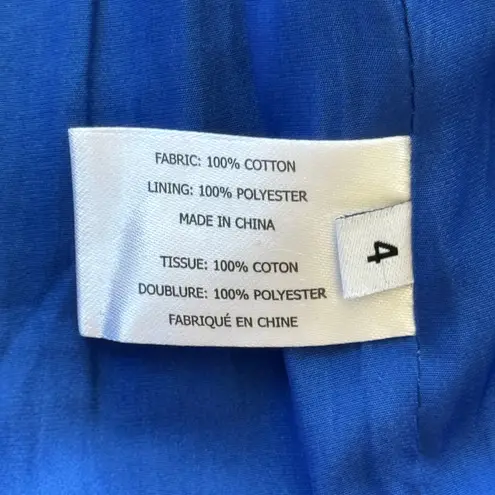 FABRIC: 100% COTTON
LINING: 100% POLYESTER
MADE IN CHINA
TISSUE: 100% COTON
DOUBLURE: 100% POLYESTER
FABRIQUÉ EN CHINE
4